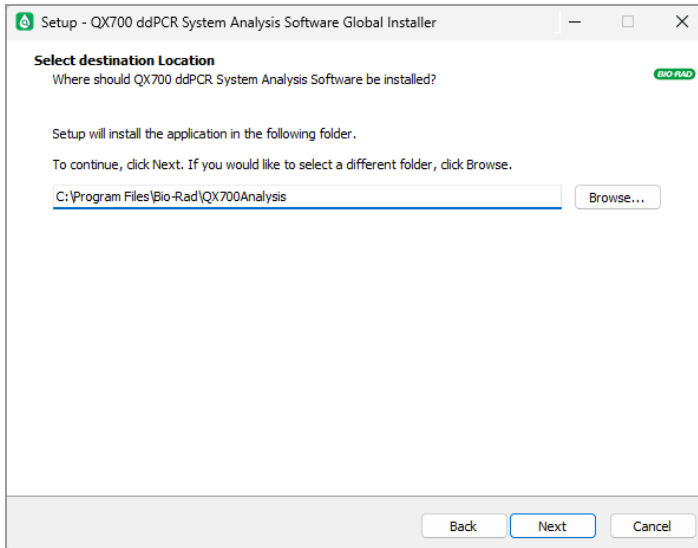 Setup - QX700 ddPCR System Analysis Software Global Installer
Select destination Location
Where should QX700 ddPCR System Analysis Software be installed?
BIO-RAD
Setup will install the application in the following folder.
To continue, click Next. If you would like to select a different folder, click Browse.
C:\Program Files\Bio-Rad\QX700Analysis
Browse...
Back
Next
Cancel